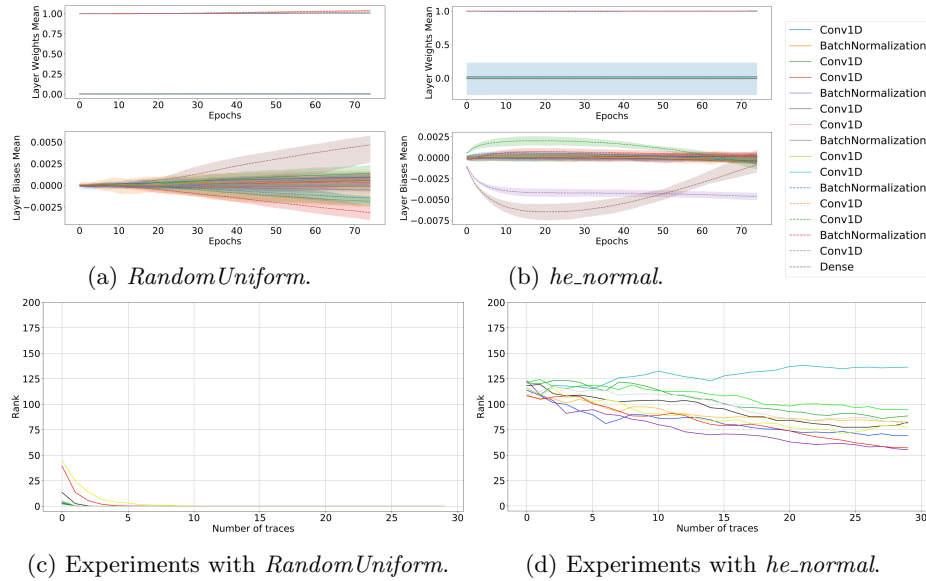 1.00
0.75
0.50
0.25
0.00
Layer Weights Mean
0 10 20 30 40 50 60 70
Epochs
1.0
0.5
0.0
Layer Weights Mean
0 10 20 30 40 50 60 70
Epochs
0.0050
0.0025
0.0000
−0.0025
Layer Biases Mean
0 10 20 30 40 50 60 70
Epochs
0.0025
0.0000
−0.0025
−0.0050
−0.0075
Layer Biases Mean
0 10 20 30 40 50 60 70
Epochs
Conv1D
BatchNormalization
Conv1D
Conv1D
BatchNormalization
Conv1D
Conv1D
BatchNormalization
Conv1D
Conv1D
BatchNormalization
Conv1D
Conv1D
BatchNormalization
Conv1D
Dense
(a) RandomUniform.
(b) he_normal.
200
175
150
125
100
75
50
25
0
Rank
0 5 10 15 20 25 30
Number of traces
200
175
150
125
100
75
50
25
0
Rank
0 5 10 15 20 25 30
Number of traces
(c) Experiments with RandomUniform.
(d) Experiments with he_normal.